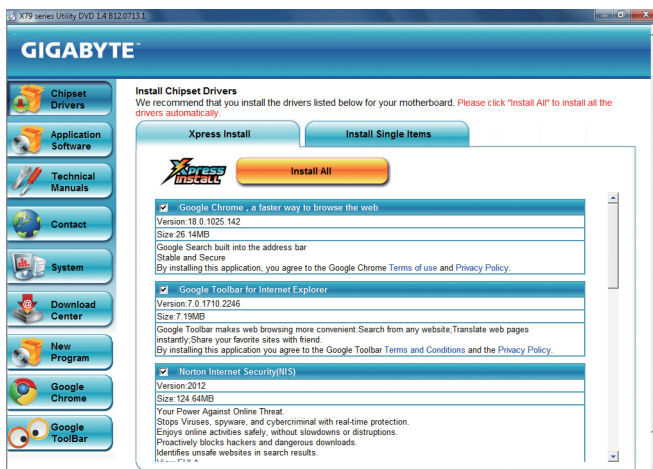 X79 series Utility DVD 1.4 B12.0713.1
GIGABYTE™
Chipset
Drivers
Application
Software
Technical
Manuals
Contact
System
Download
Center
New
Program
Google
Chrome
Google
ToolBar
Install Chipset Drivers
We recommend that you install the drivers listed below for your motherboard. Please click "Install All" to install all the
drivers automatically.
Xpress Install
Install Single Items
Xpress
Install
Install All
Google Chrome , a faster way to browse the web
Version:18.0.1025.142
Size:26.14MB
Google Search built into the address bar
Stable and Secure
By installing this application, you agree to the Google Chrome Terms of use and Privacy Policy.
Google Toolbar for Internet Explorer
Version:7.0.1710.2246
Size:7.19MB
Google Toolbar makes web browsing more convenient:Search from any website;Translate web pages
instantly;Share your favorite sites with friend.
By installing this application you agree to the Google Toolbar Terms and Conditions and the Privacy Policy.
Norton Internet Security(NIS)
Version:2012
Size:124.64MB
Your Power Against Online Threat.
Stops Viruses, spyware, and cybercriminal with real-time protection.
Enjoys online activities safely, without slowdowns or distruptions.
Proactively blocks hackers and dangerous downloads.
Identifies unsafe websites in search results.
View EULA